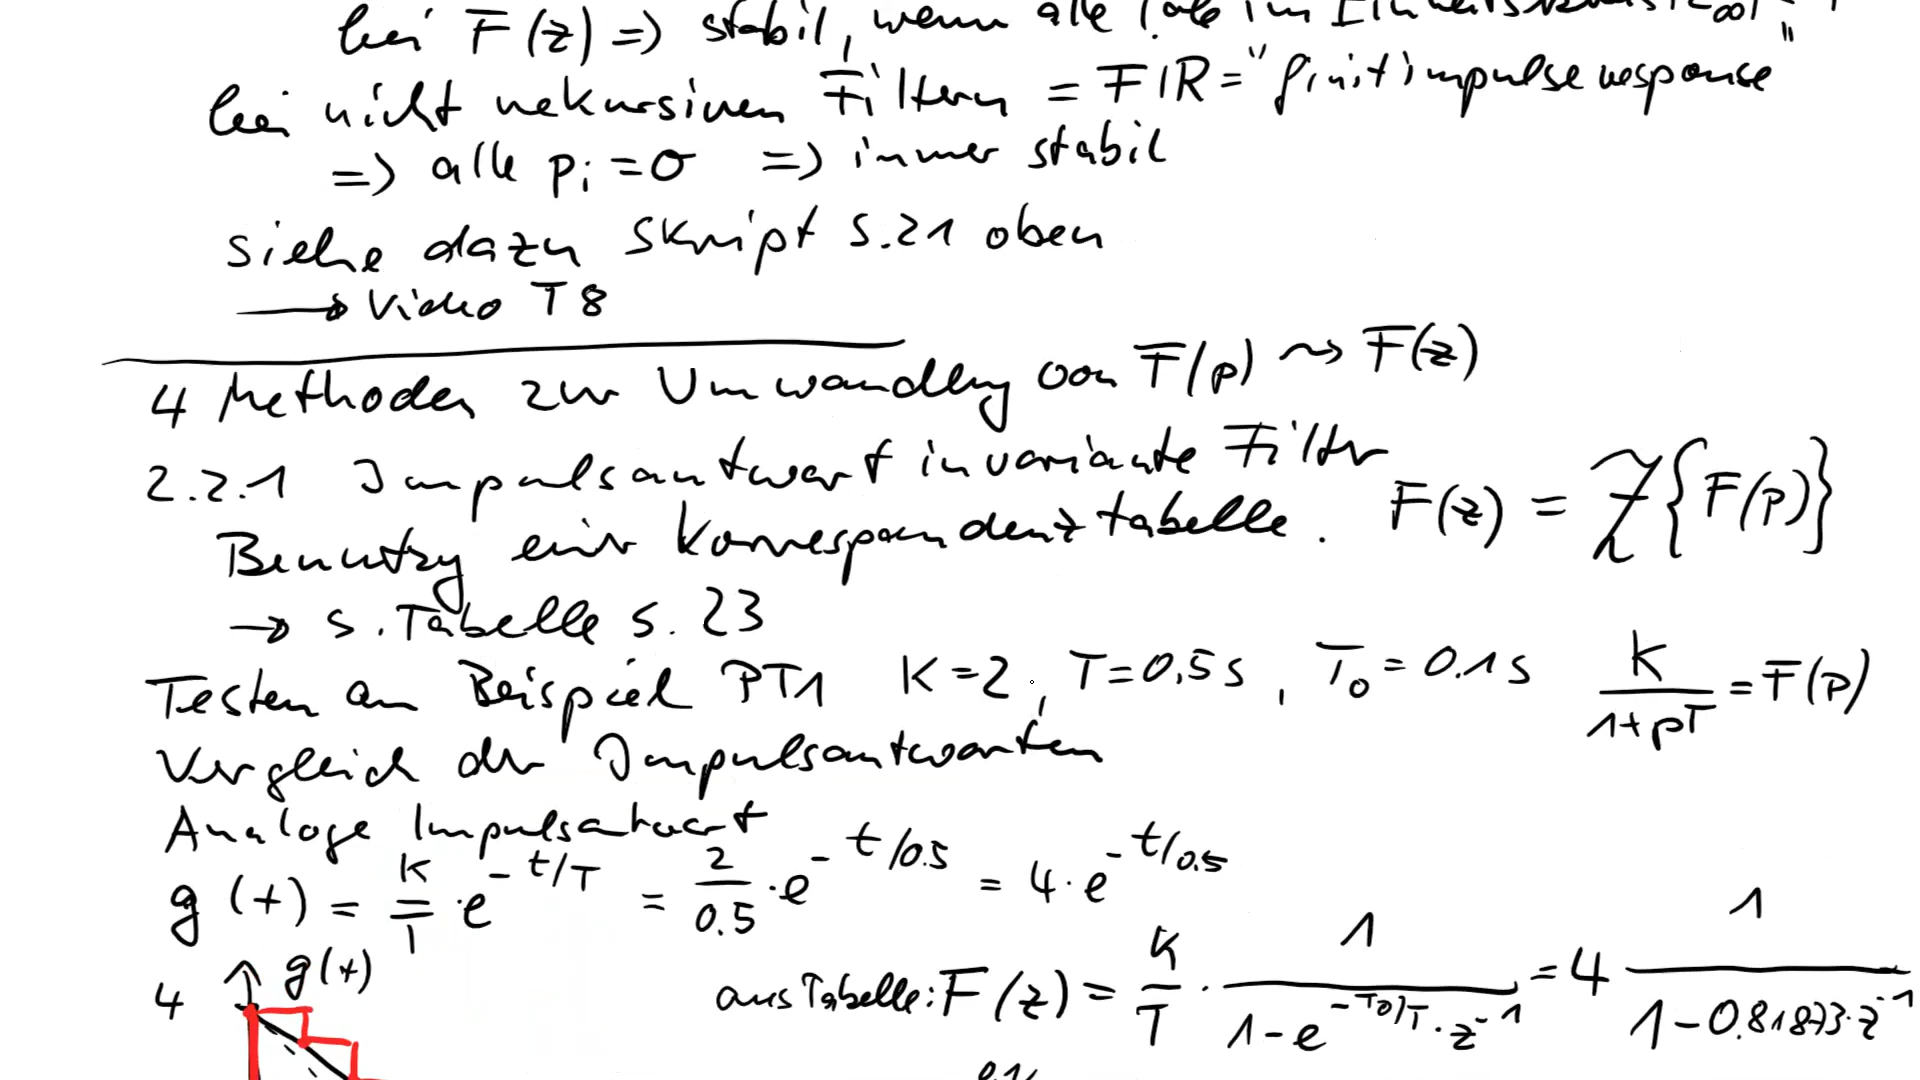 bei F(z) => stabil, wenn alle Pole im Einheitskreis
bei nicht rekursiven Filtern = FIR = "finit impulse response"
=> alle pi = 0 => immer stabil
siehe dazu Skript S.21 oben
→ Video T8
4 Methoden zur Umwandlung von F(p) ⤳ F(z)
2.2.1 Impulsantwort invariante Filter
Benutzg einer Korrespondenztabelle. F(z) = Z{F(p)}
→ s. Tabelle S. 23
Testen am Beispiel PT1 K=2, T=0,5s, T0=0.1s K/(1+pT) = F(p)
Vergleich der Impulsantworten
Analoge Impulsantwort
g(t) = K/T · e^(-t/T) = 2/0.5 · e^(-t/0.5) = 4 · e^(-t/0.5)
4 g(t)
aus Tabelle: F(z) = K/T · 1/(1-e^(-T0/T) · z^-1) = 4 1/(1-0.81873·z^-1)